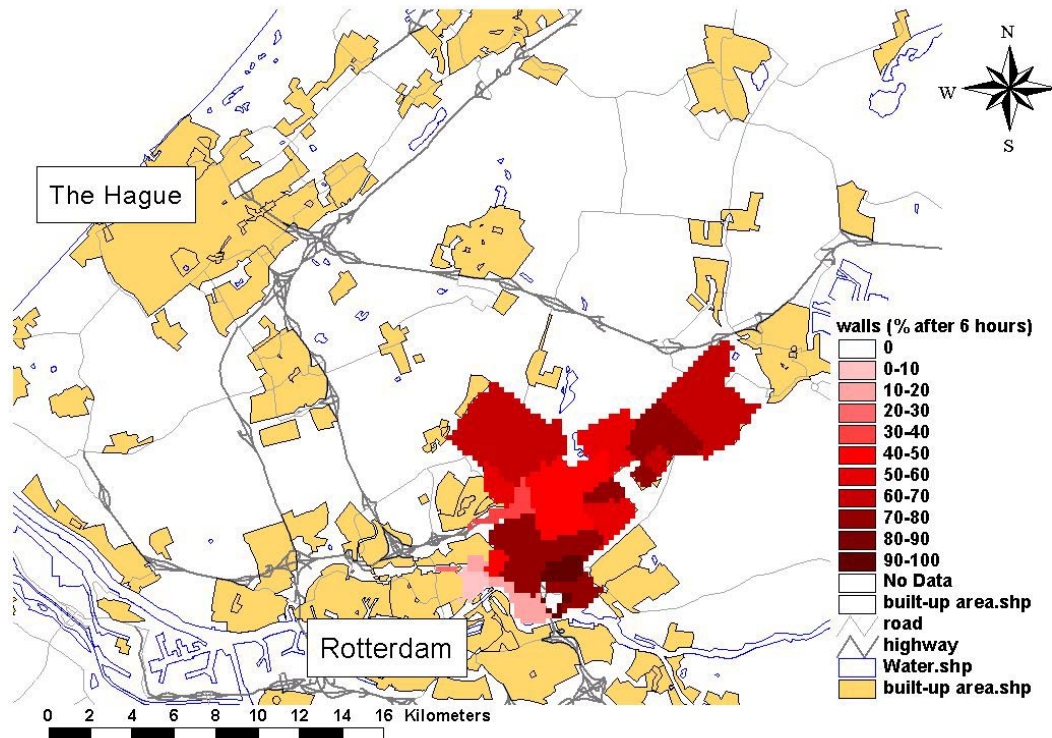 N
W
S
The Hague
walls (% after 6 hours)
0
0-10
10-20
20-30
30-40
40-50
50-60
60-70
70-80
80-90
90-100
No Data
built-up area.shp
road
highway
Water.shp
built-up area.shp
Rotterdam
0 2 4 6 8 10 12 14 16 Kilometers